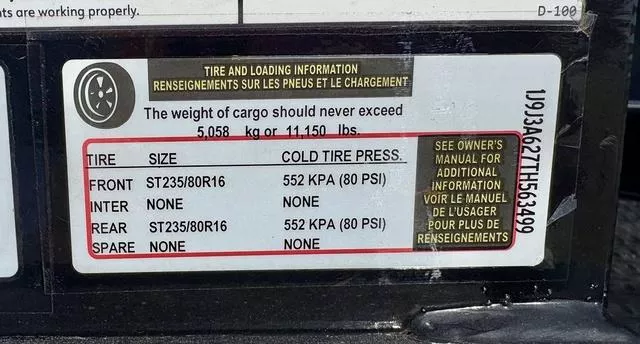 nts are working properly.
D-100
TIRE AND LOADING INFORMATION
RENSEIGNEMENTS SUR LES PNEUS ET LE CHARGEMENT
The weight of cargo should never exceed
5,058 kg or 11,150 lbs.
TIRE SIZE COLD TIRE PRESS.
FRONT ST235/80R16 552 KPA (80 PSI)
INTER NONE NONE
REAR ST235/80R16 552 KPA (80 PSI)
SPARE NONE NONE
SEE OWNER'S
MANUAL FOR
ADDITIONAL
INFORMATION
VOIR LE MANUEL
DE L'USAGER
POUR PLUS DE
RENSEIGNEMENTS
1J9J3A627TH563499